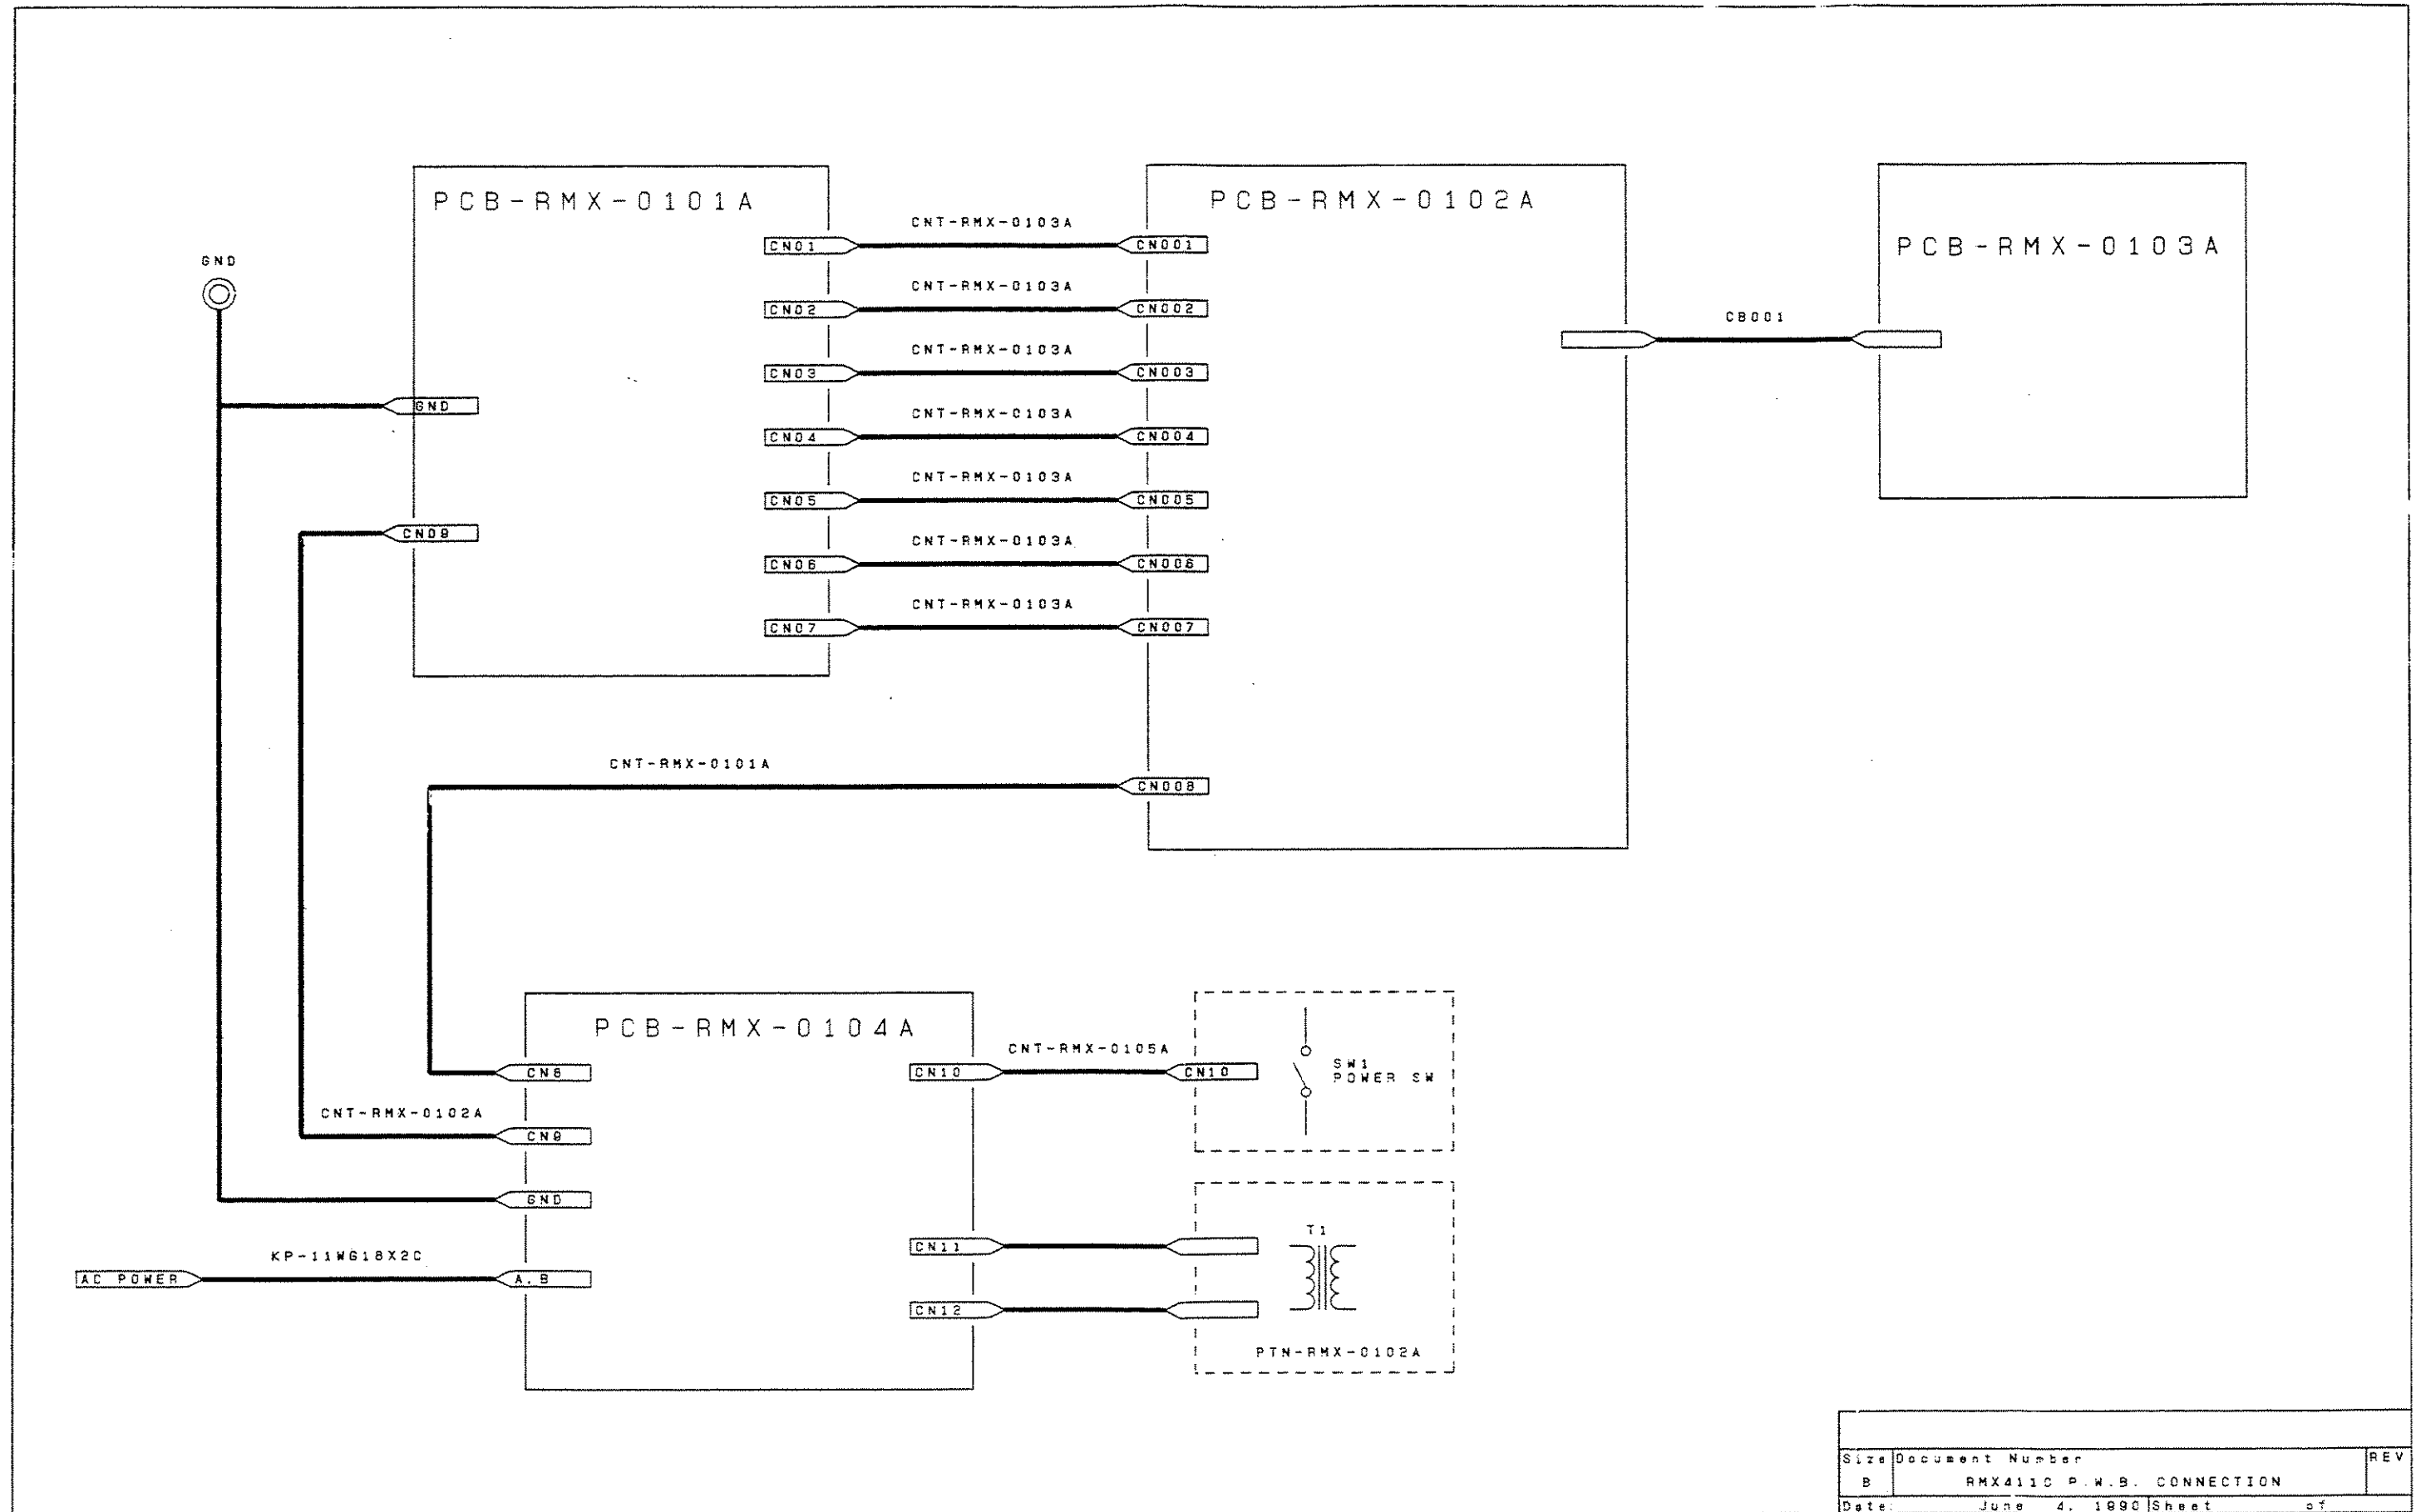 PCB-RMX-0101A
PCB-RMX-0102A
PCB-RMX-0103A
GND
CN01
CNT-RMX-0103A
CN001
CN02
CNT-RMX-0103A
CN002
CB001
CN03
CNT-RMX-0103A
CN003
GND
CN04
CNT-RMX-0103A
CN004
CN05
CNT-RMX-0103A
CN005
CN09
CN06
CNT-RMX-0103A
CN006
CN07
CNT-RMX-0103A
CN007
CNT-RMX-0101A
CN008
PCB-RMX-0104A
CN8
CN10
CNT-RMX-0105A
CN10
SW1
POWER SW
CNT-RMX-0102A
CN9
GND
KP-11WG18X2C
AC POWER
A.B
CN11
CN12
T1
PTN-RMX-0102A
Size Document Number REV
B RMX411C P.W.B. CONNECTION
Date: June 4, 1990 Sheet of